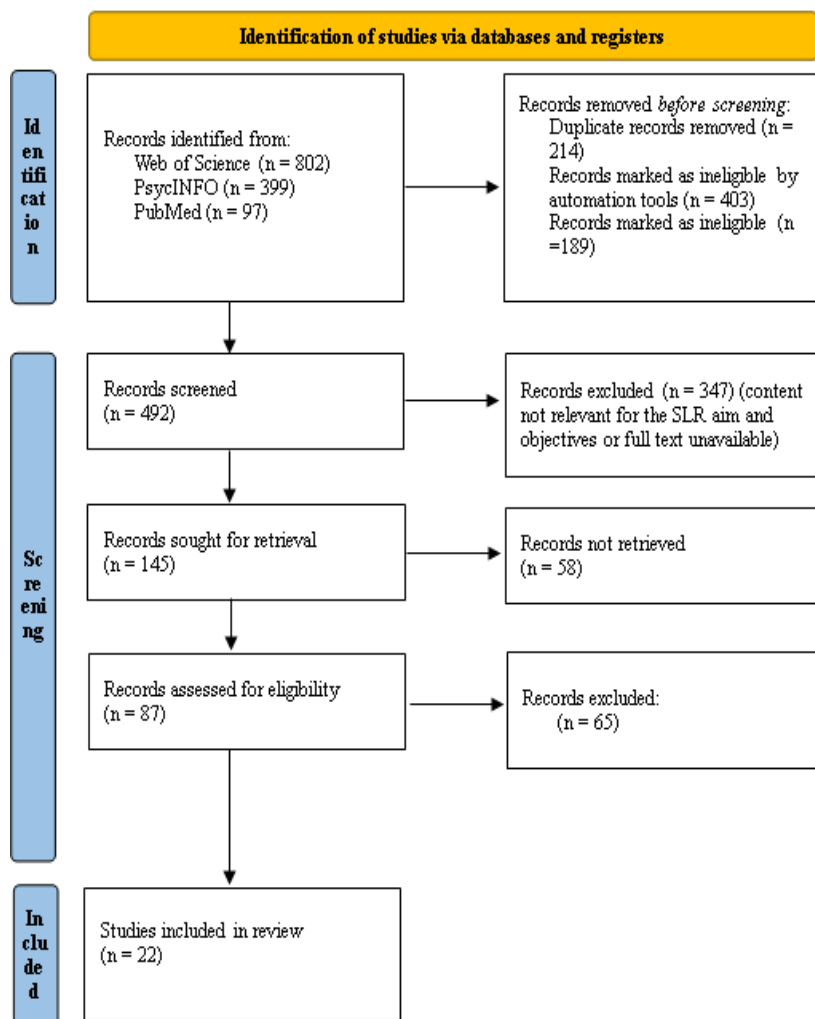 Identification of studies via databases and registers
Id
en
tifi
cat
io
n
Records identified from:
Web of Science (n = 802)
PsycINFO (n = 399)
PubMed (n = 97)
Records removed before screening:
Duplicate records removed (n =
214)
Records marked as ineligible by
automation tools (n = 403)
Records marked as ineligible (n
=189)
Sc
re
eni
ng
Records screened
(n = 492)
Records excluded (n = 347) (content
not relevant for the SLR aim and
objectives or full text unavailable)
Records sought for retrieval
(n = 145)
Records not retrieved
(n = 58)
Records assessed for eligibility
(n = 87)
Records excluded:
(n = 65)
In
clu
de
d
Studies included in review
(n = 22)